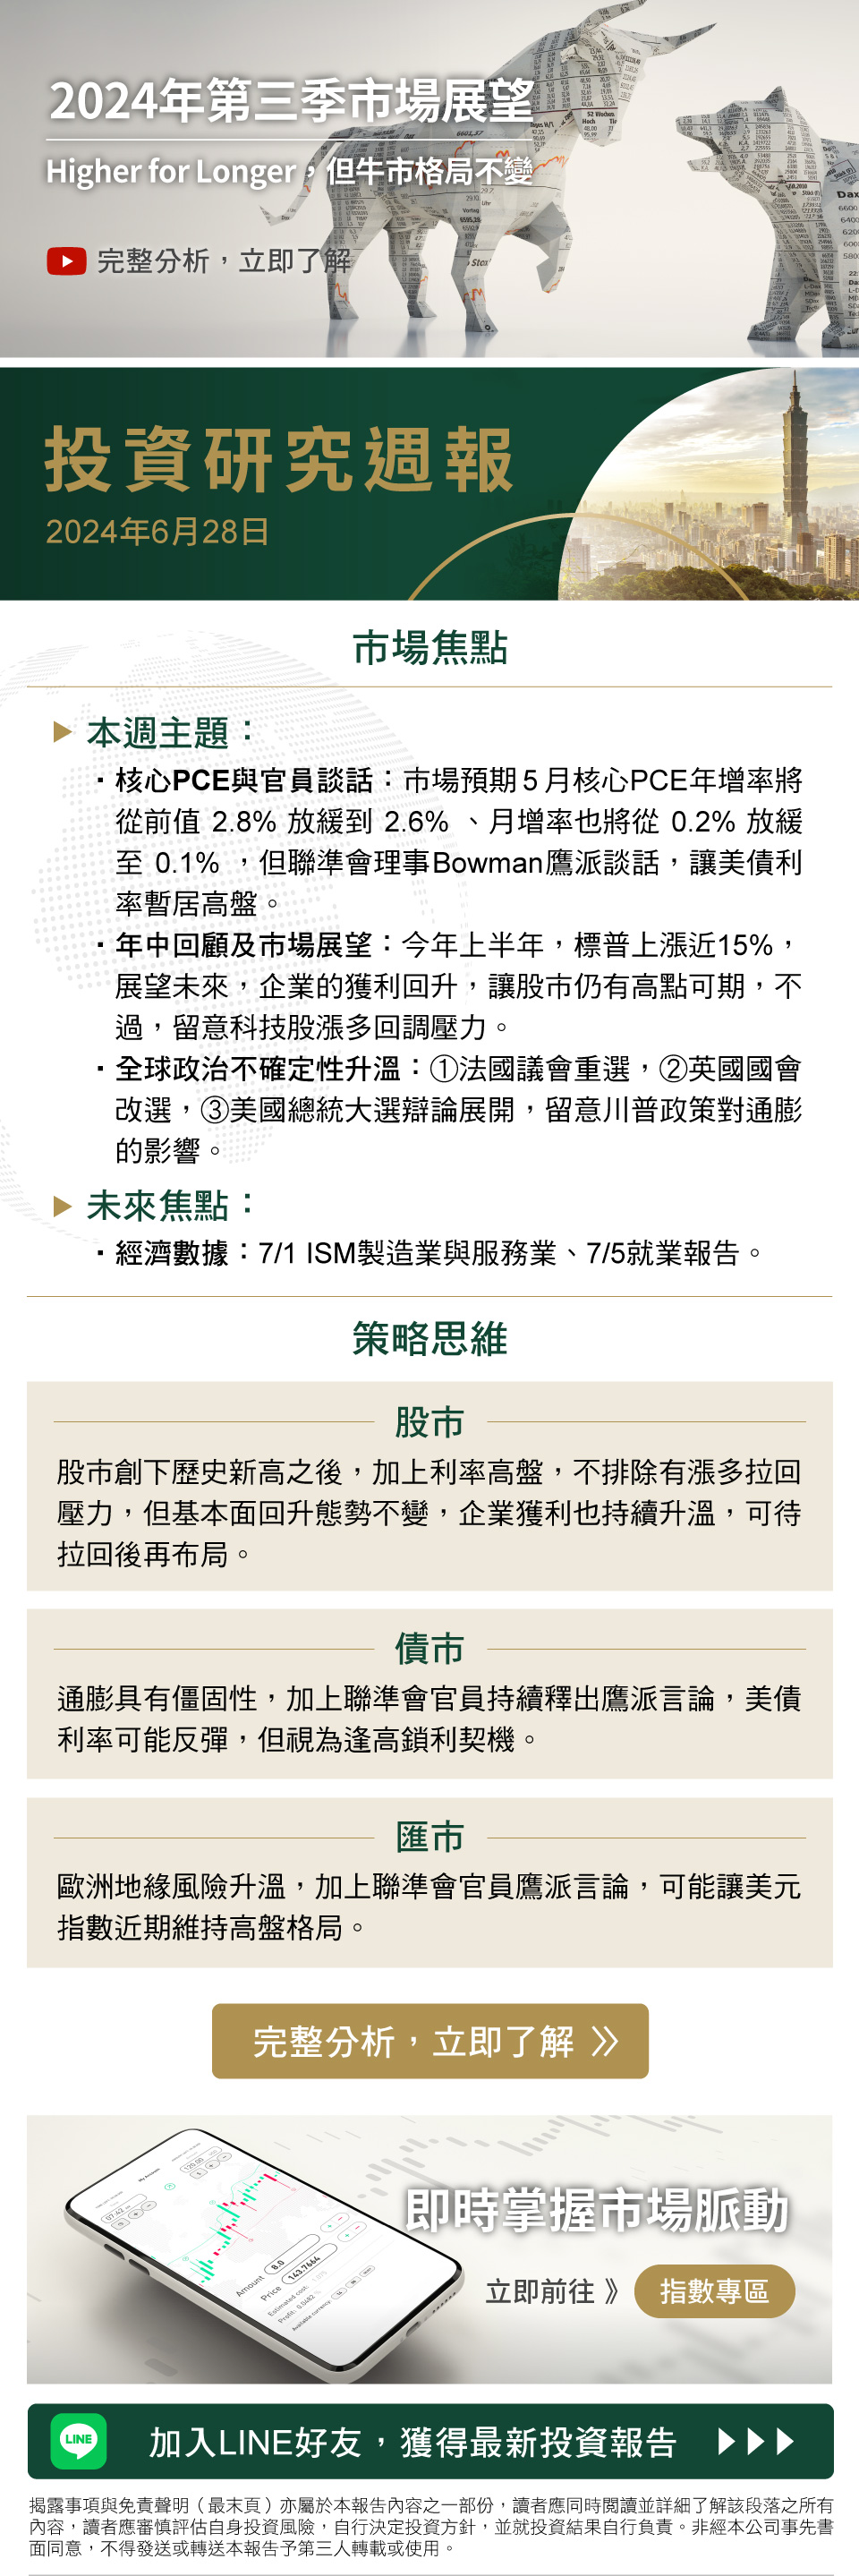 2024年第三季市場展望
Higher for Longer，但牛市格局不變
完整分析，立即了解
投資研究週報
2024年6月28日
市場焦點
本週主題：
・核心PCE與官員談話：市場預期 5 月核心PCE年增率將
從前值 2.8% 放緩到 2.6% 、月增率也將從 0.2% 放緩
至 0.1% ，但聯準會理事Bowman鷹派談話，讓美債利
率暫居高盤。
・年中回顧及市場展望：今年上半年，標普上漲近15%，
展望未來，企業的獲利回升，讓股市仍有高點可期，不
過，留意科技股漲多回調壓力。
・全球政治不確定性升溫：①法國議會重選，②英國國會
改選，③美國總統大選辯論展開，留意川普政策對通膨
的影響。
未來焦點：
・經濟數據：7/1 ISM製造業與服務業、7/5就業報告。
策略思維
股市
股市創下歷史新高之後，加上利率高盤，不排除有漲多拉回
壓力，但基本面回升態勢不變，企業獲利也持續升溫，可待
拉回後再布局。
債市
通膨具有僵固性，加上聯準會官員持續釋出鷹派言論，美債
利率可能反彈，但視為逢高鎖利契機。
匯市
歐洲地緣風險升溫，加上聯準會官員鷹派言論，可能讓美元
指數近期維持高盤格局。
完整分析，立即了解
My Account
120.00
07.42
Amount 8.0
Price 143.7664
Estimated cost:
Profit: 0.0482
Available currency:
即時掌握市場脈動
立即前往 》 指數專區
LINE
加入LINE好友，獲得最新投資報告
揭露事項與免責聲明（最末頁）亦屬於本報告內容之一部份，讀者應同時閱讀並詳細了解該段落之所有
內容，讀者應審慎評估自身投資風險，自行決定投資方針，並就投資結果自行負責。非經本公司事先書
面同意，不得發送或轉送本報告予第三人轉載或使用。